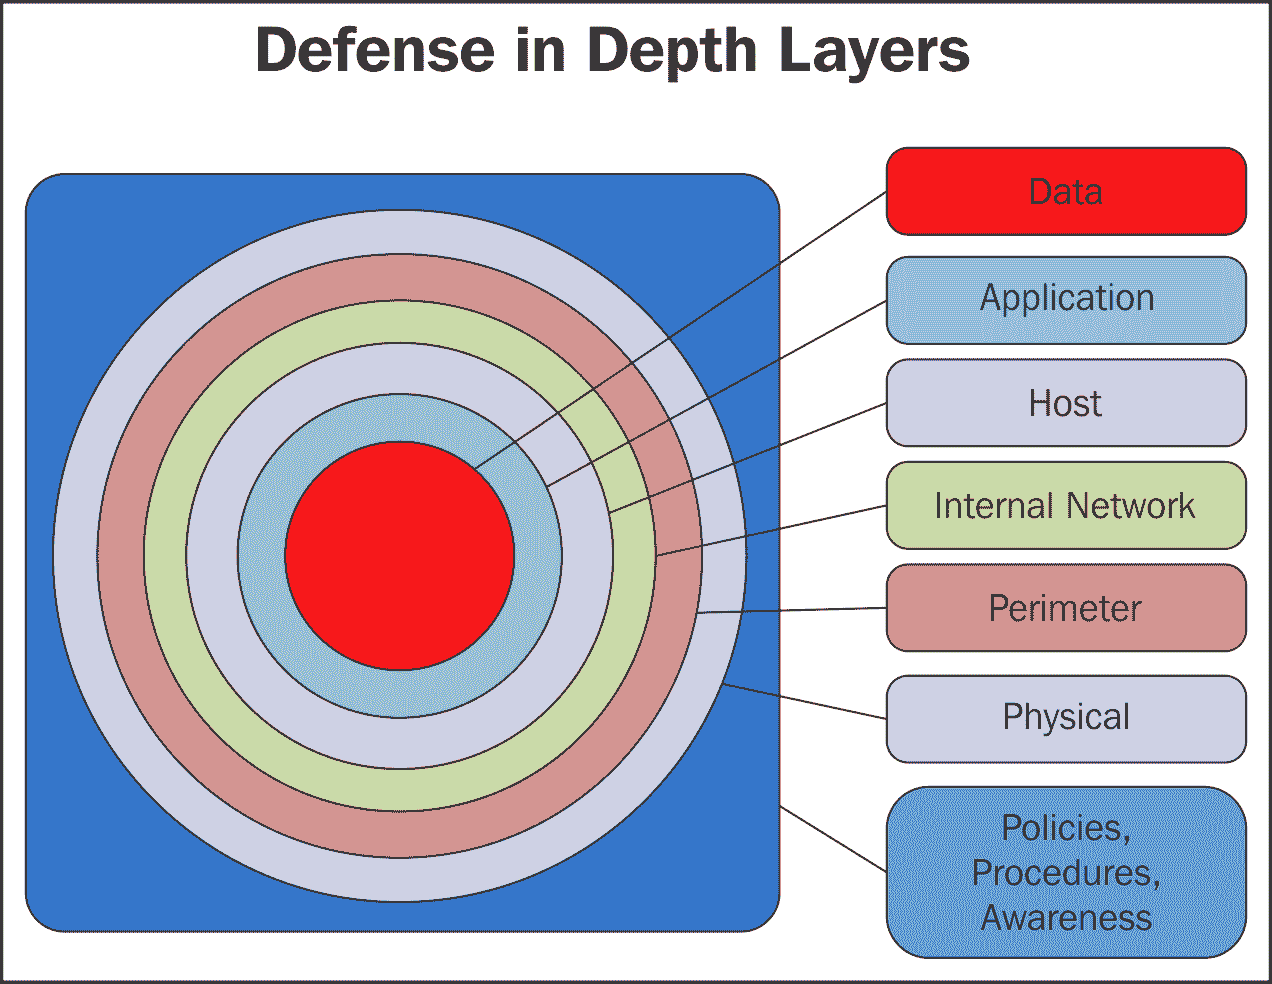 Defense in Depth Layers
Data
Application
Host
Internal Network
Perimeter
Physical
Policies,
Procedures,
Awareness